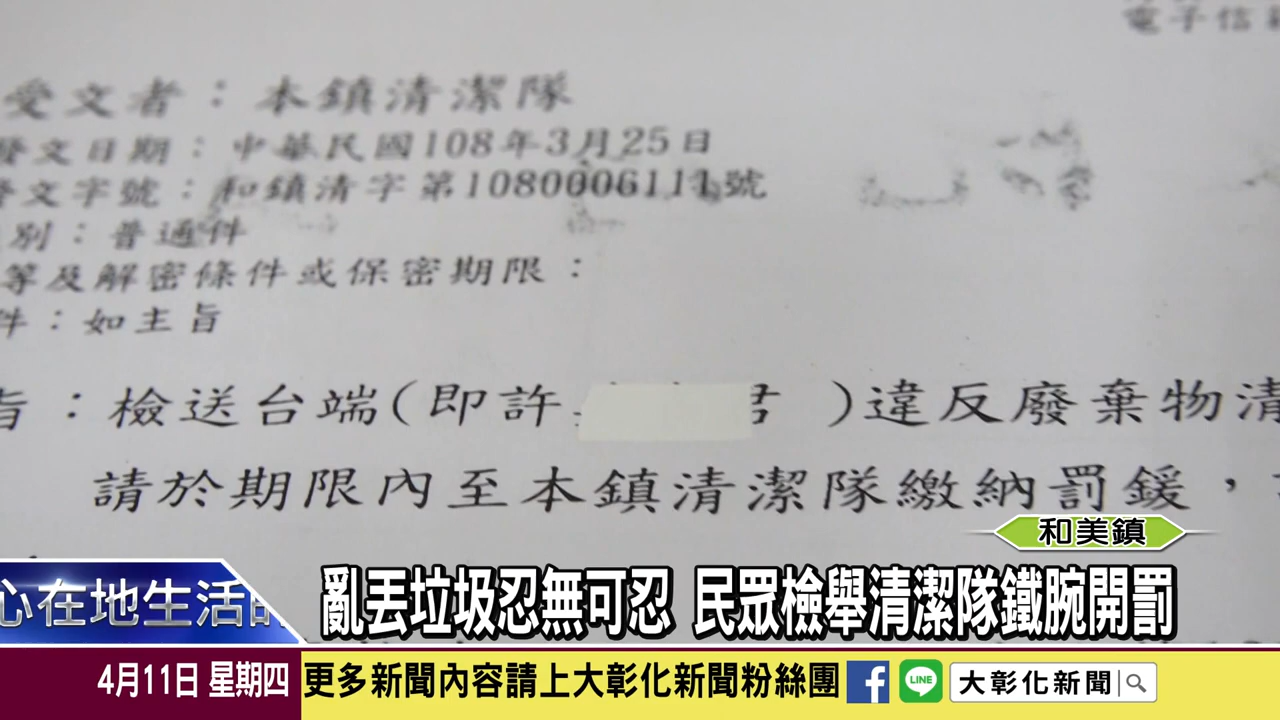 電子信
受文者：本鎮清潔隊
發文日期：中華民國108年3月25日
發文字號：和鎮清字第1080006111號
別：普通件
等及解密條件或保密期限：
件：如主旨
旨：檢送台端(即許 君 )違反廢棄物清
請於期限內至本鎮清潔隊繳納罰鍰，
和美鎮
心在地生活的
亂丟垃圾忍無可忍 民眾檢舉清潔隊鐵腕開罰
4月11日 星期四
更多新聞內容請上大彰化新聞粉絲團
f
LINE
大彰化新聞